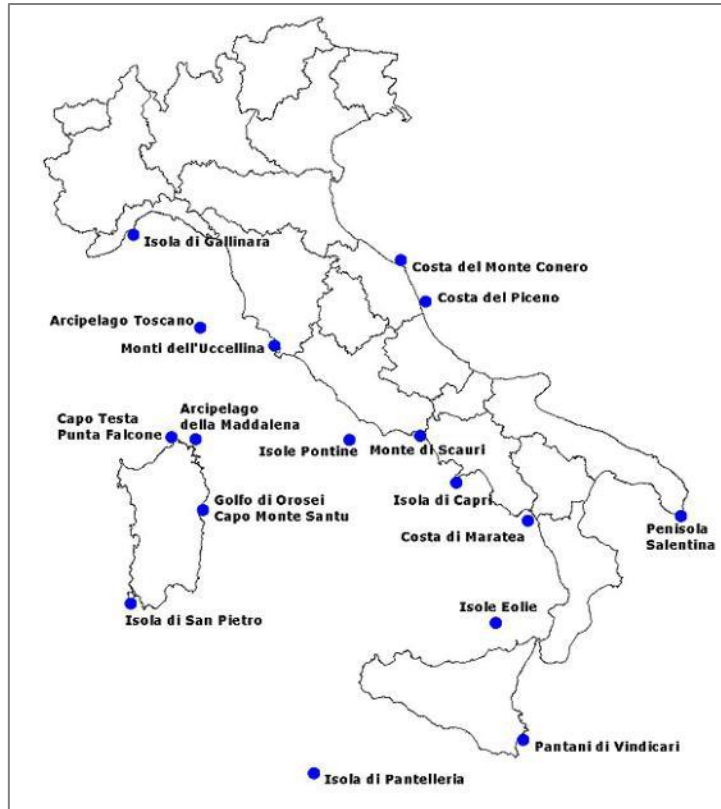 Isola di Gallinara
Costa del Monte Conero
Costa del Piceno
Arcipelago Toscano
Monti dell'Uccellina
Capo Testa
Punta Falcone
Arcipelago
della Maddalena
Isole Pontine
Monte di Scauri
Golfo di Orosei
Capo Monte Santu
Isola di Capri
Costa di Maratea
Penisola
Salentina
Isola di San Pietro
Isole Eolie
Pantani di Vindicari
Isola di Pantelleria